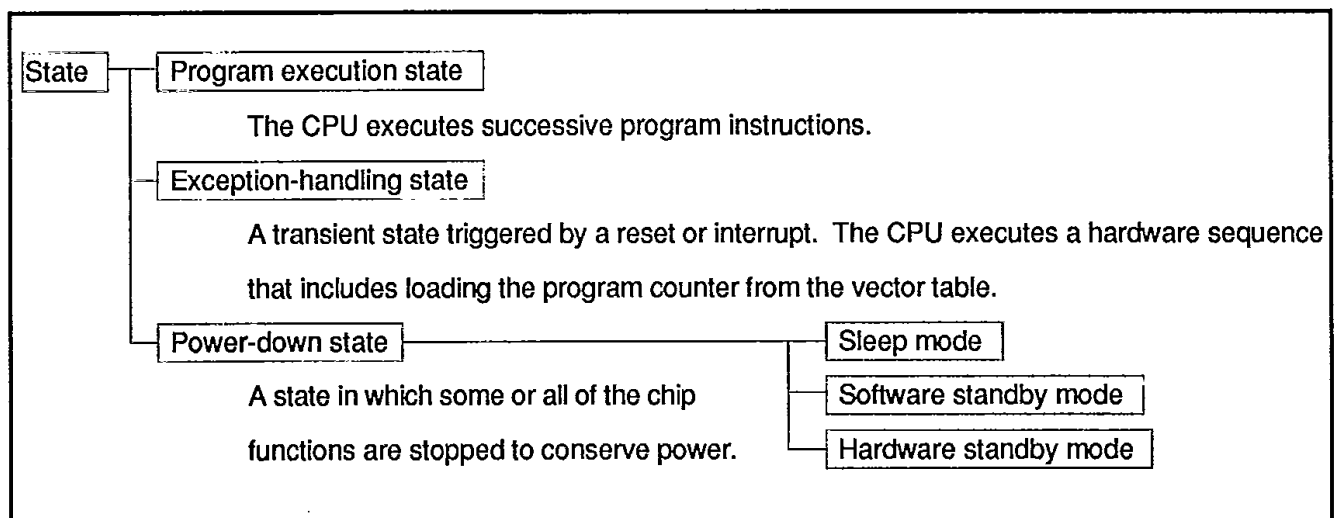 State
Program execution state
The CPU executes successive program instructions.
Exception-handling state
A transient state triggered by a reset or interrupt. The CPU executes a hardware sequence
that includes loading the program counter from the vector table.
Power-down state
Sleep mode
A state in which some or all of the chip
Software standby mode
functions are stopped to conserve power.
Hardware standby mode